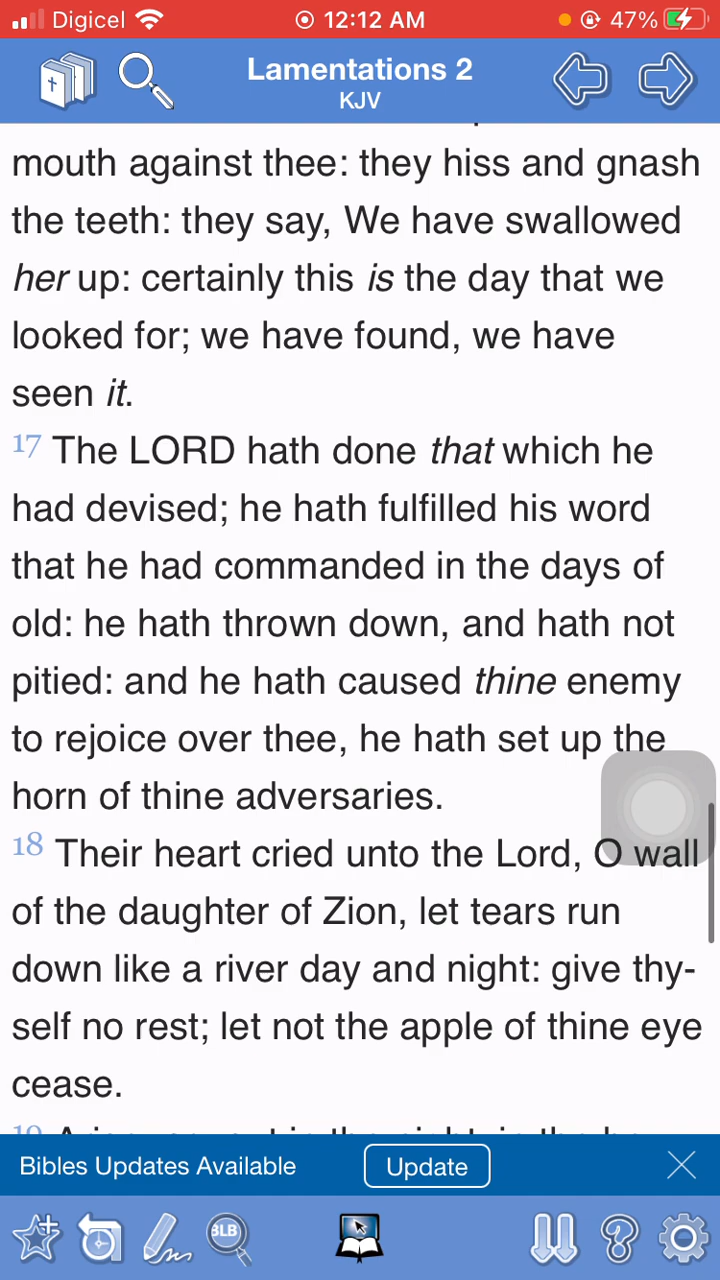 Digicel 12:12 AM 47%
Lamentations 2
KJV
mouth against thee: they hiss and gnash
the teeth: they say, We have swallowed
her up: certainly this is the day that we
looked for; we have found, we have
seen it.
17 The LORD hath done that which he
had devised; he hath fulfilled his word
that he had commanded in the days of
old: he hath thrown down, and hath not
pitied: and he hath caused thine enemy
to rejoice over thee, he hath set up the
horn of thine adversaries.
18 Their heart cried unto the Lord, O wall
of the daughter of Zion, let tears run
down like a river day and night: give thy-
self no rest; let not the apple of thine eye
cease.
Bibles Updates Available Update
BLB